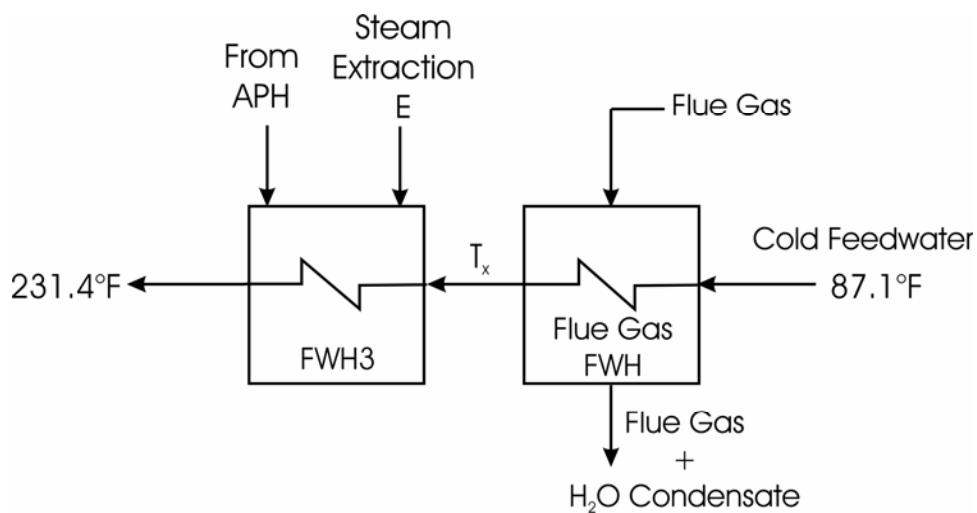 From
APH
Steam
Extraction
E
Flue Gas
Cold Feedwater
231.4°F
Tₓ
87.1°F
FWH3
Flue Gas
FWH
Flue Gas
+
H₂O Condensate